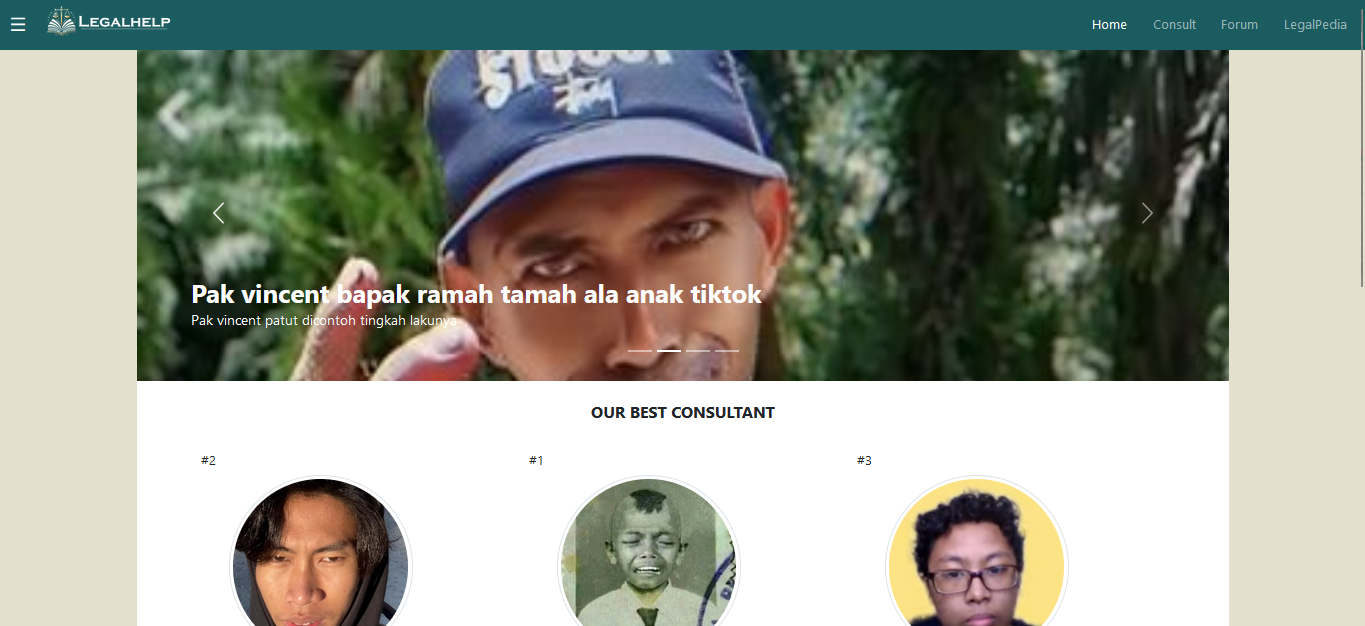 LEGALHELP
Home
Consult
Forum
LegalPedia
Pak vincent bapak ramah tamah ala anak tiktok
Pak vincent patut dicontoh tingkah lakunya
OUR BEST CONSULTANT
#2
#1
#3